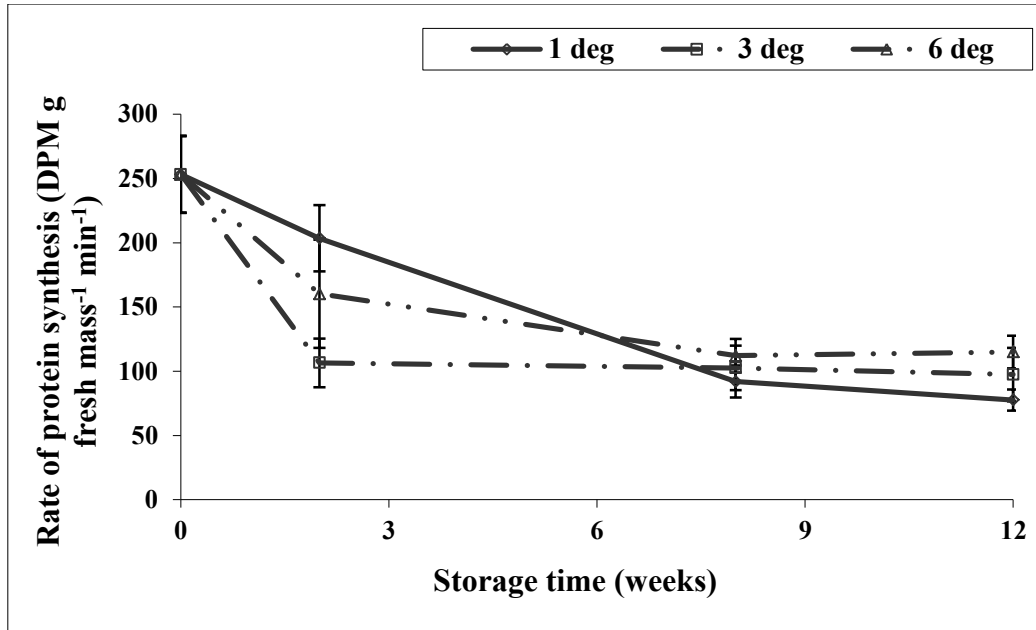 1 deg 3 deg 6 deg
300
250
200
150
100
50
0
Rate of protein synthesis (DPM g
fresh mass⁻¹ min⁻¹)
0 3 6 9 12
Storage time (weeks)